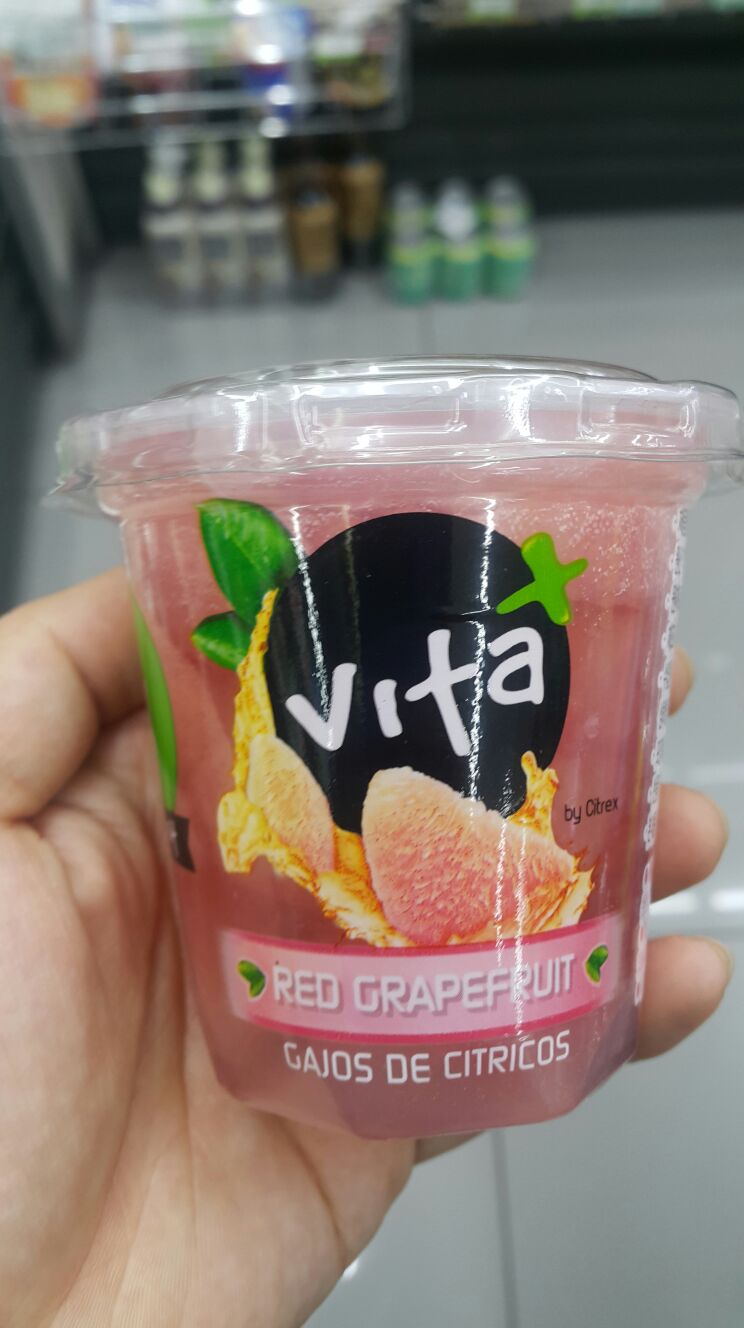 vita+
by Citrex
RED GRAPEFRUIT
GAJOS DE CITRICOS